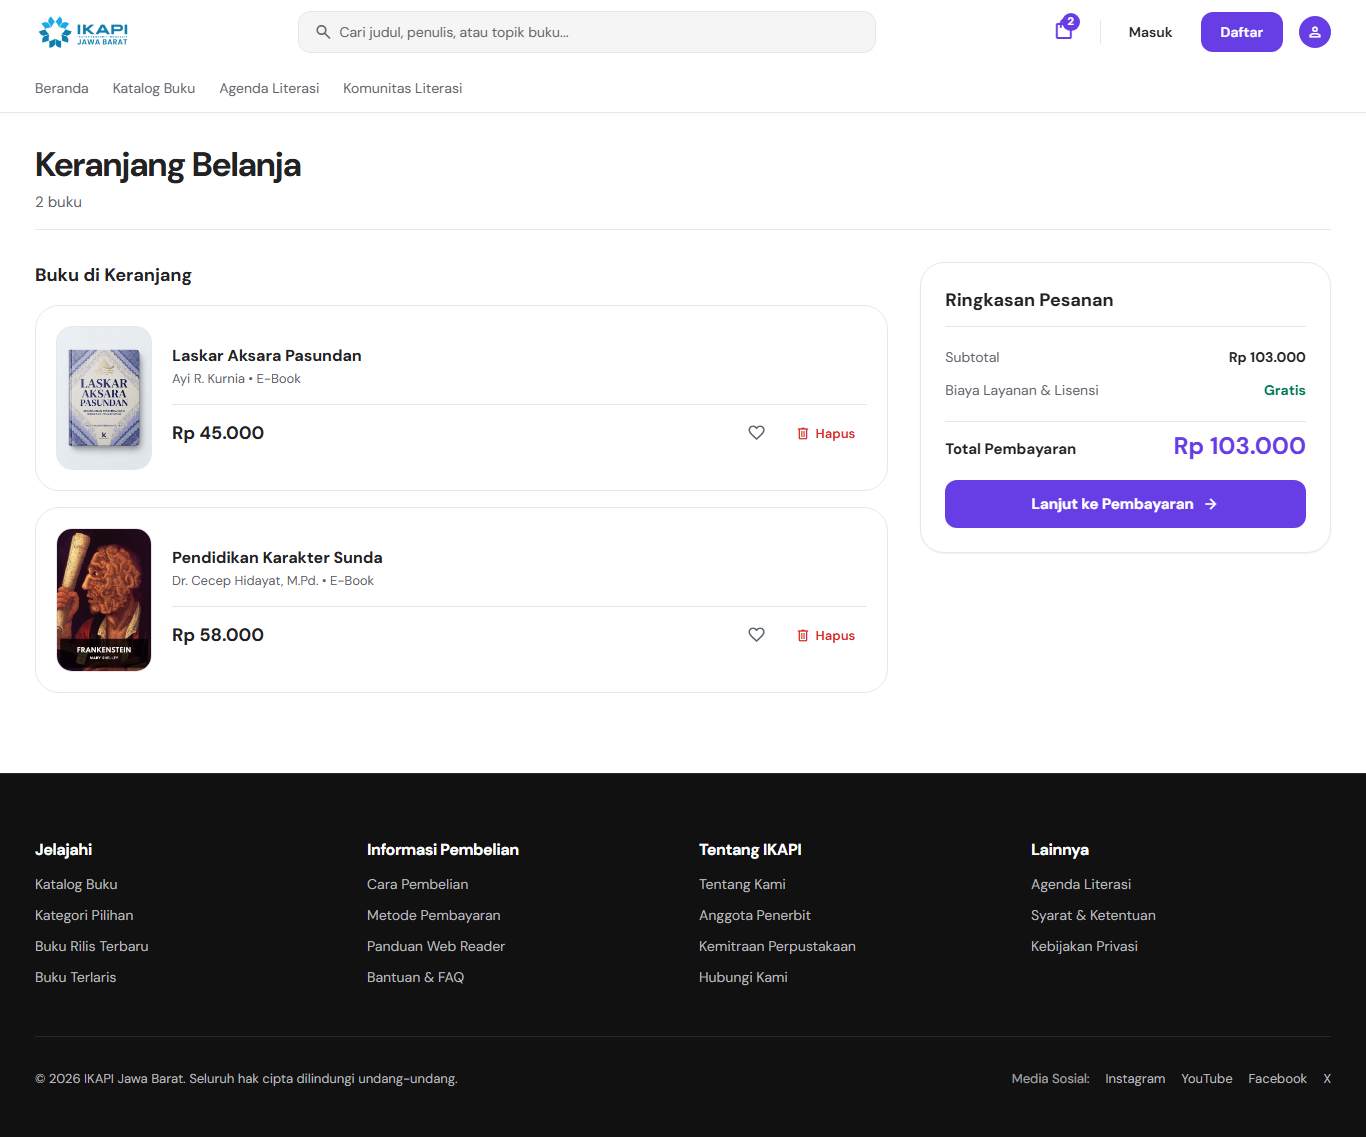 IKAPI
JAWA BARAT
Cari judul, penulis, atau topik buku...
2
Masuk
Daftar
Beranda
Katalog Buku
Agenda Literasi
Komunitas Literasi
Keranjang Belanja
2 buku
Buku di Keranjang
LASKAR
AKSARA
PASUNDAN
Laskar Aksara Pasundan
Ayi R. Kurnia • E-Book
Rp 45.000
Hapus
FRANKENSTEIN
MARY SHELLEY
Pendidikan Karakter Sunda
Dr. Cecep Hidayat, M.Pd. • E-Book
Rp 58.000
Hapus
Ringkasan Pesanan
Subtotal Rp 103.000
Biaya Layanan & Lisensi Gratis
Total Pembayaran Rp 103.000
Lanjut ke Pembayaran →
Jelajahi
Katalog Buku
Kategori Pilihan
Buku Rilis Terbaru
Buku Terlaris
Informasi Pembelian
Cara Pembelian
Metode Pembayaran
Panduan Web Reader
Bantuan & FAQ
Tentang IKAPI
Tentang Kami
Anggota Penerbit
Kemitraan Perpustakaan
Hubungi Kami
Lainnya
Agenda Literasi
Syarat & Ketentuan
Kebijakan Privasi
© 2026 IKAPI Jawa Barat. Seluruh hak cipta dilindungi undang-undang.
Media Sosial: Instagram YouTube Facebook X